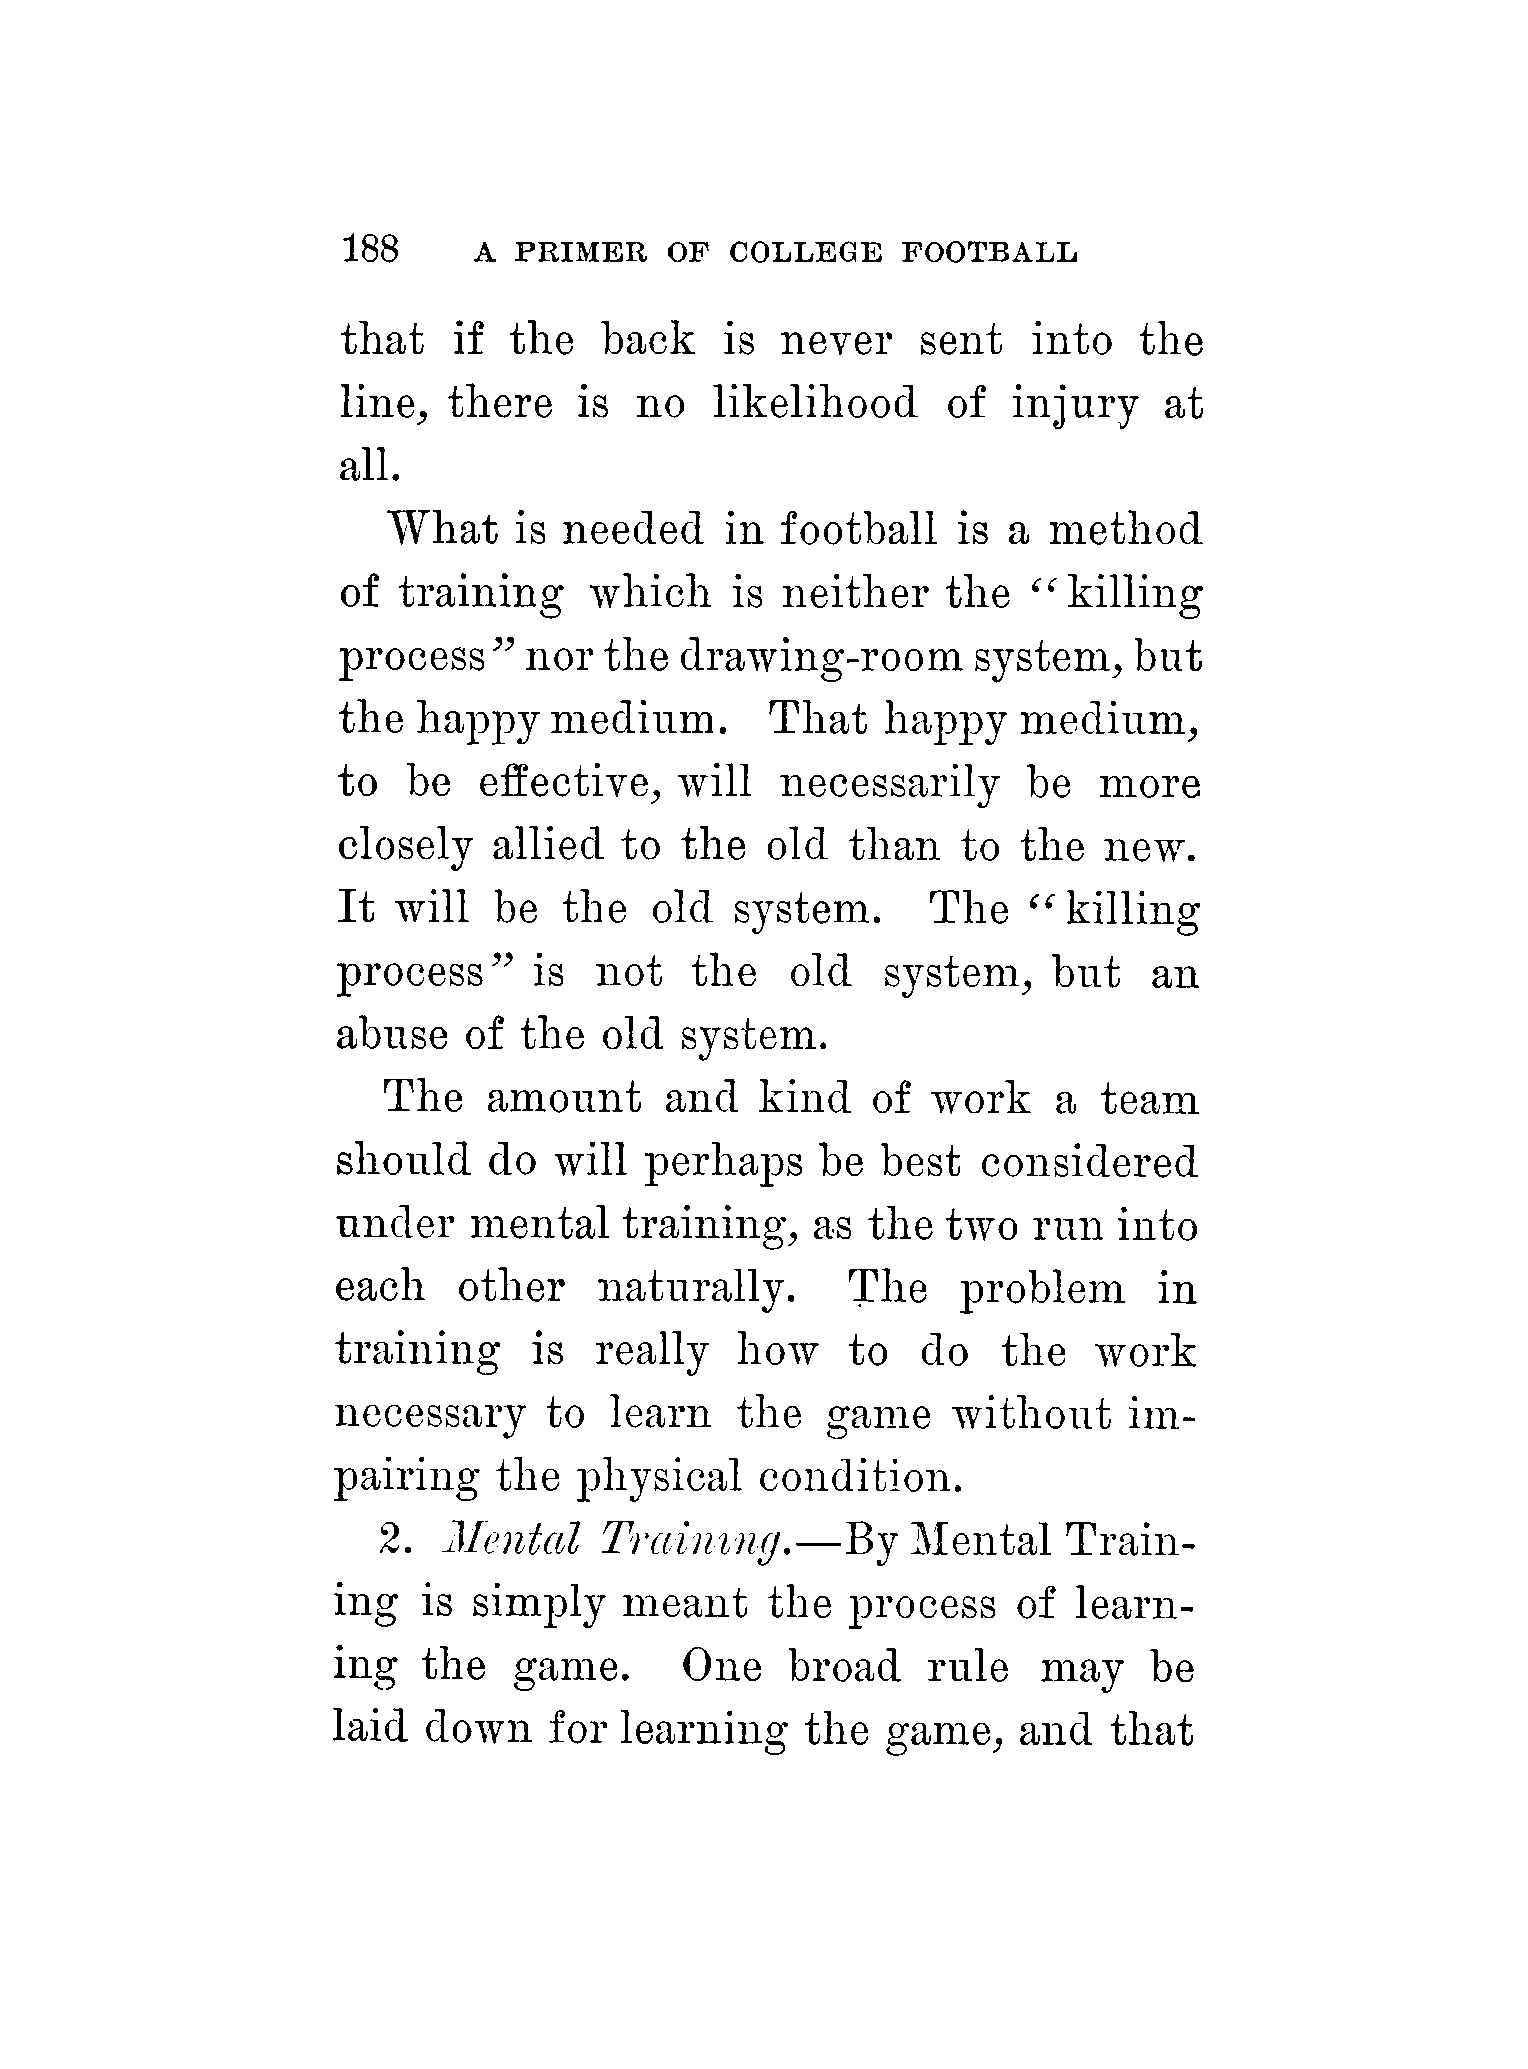 188 A PRIMER OF COLLEGE FOOTBALL
that if the back is never sent into the
line, there is no likelihood of injury at
all.
What is needed in football is a method
of training which is neither the “killing
process” nor the drawing-room system, but
the happy medium. That happy medium,
to be effective, will necessarily be more
closely allied to the old than to the new.
It will be the old system. The “killing
process” is not the old system, but an
abuse of the old system.
The amount and kind of work a team
should do will perhaps be best considered
under mental training, as the two run into
each other naturally. The problem in
training is really how to do the work
necessary to learn the game without im-
pairing the physical condition.
2. Mental Training.—By Mental Train-
ing is simply meant the process of learn-
ing the game. One broad rule may be
laid down for learning the game, and that